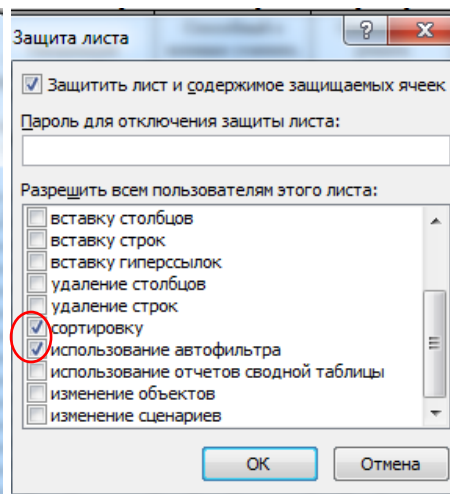 Защита листа
Защитить лист и содержимое защищаемых ячеек
Пароль для отключения защиты листа:
Разрешить всем пользователям этого листа:
вставку столбцов
вставку строк
вставку гиперссылок
удаление столбцов
удаление строк
сортировку
использование автофильтра
использование отчетов сводной таблицы
изменение объектов
изменение сценариев
ОК
Отмена